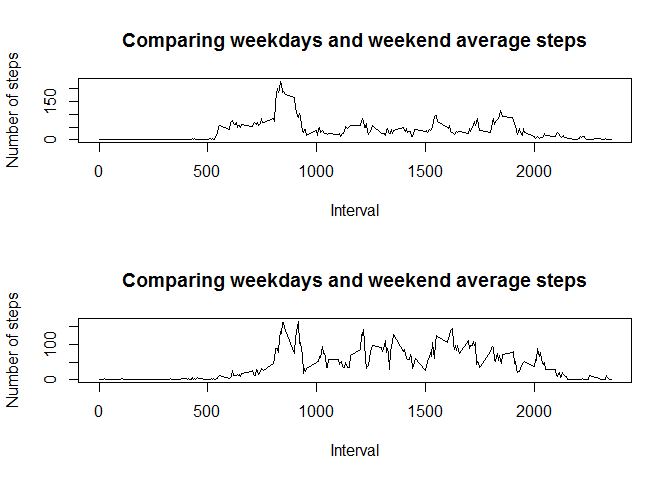 Comparing weekdays and weekend average steps
Number of steps
150
0
0 500 1000 1500 2000
Interval
Comparing weekdays and weekend average steps
Number of steps
100
0
0 500 1000 1500 2000
Interval